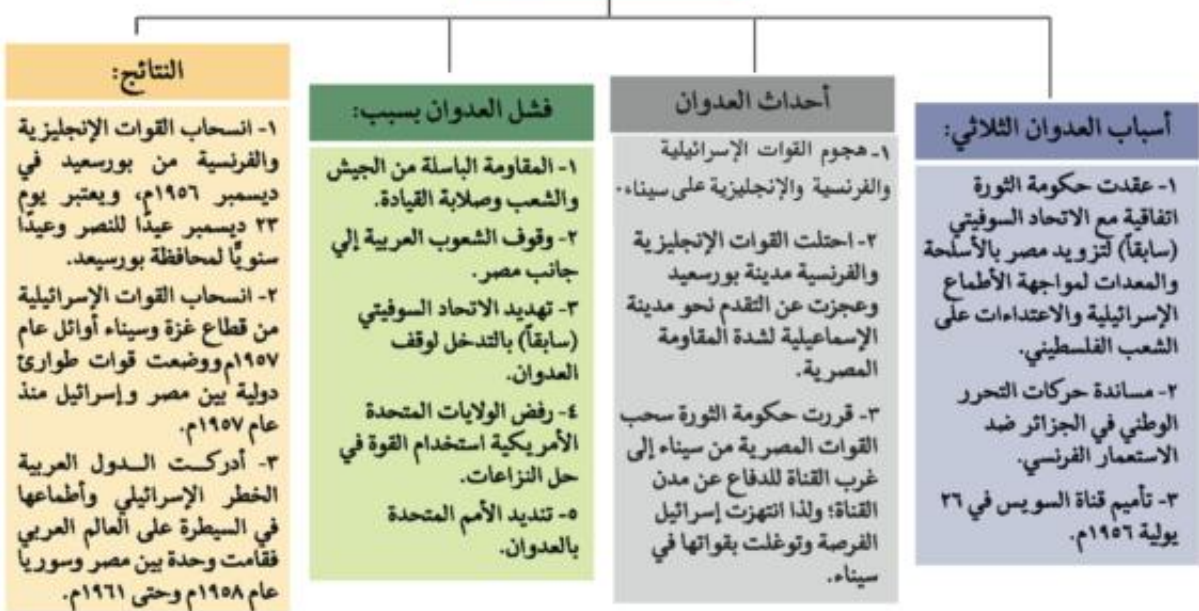 أسباب العدوان الثلاثي:
١- عقدت حكومة الثورة
اتفاقية مع الاتحاد السوفيتي
(سابقاً) لتزويد مصر بالأسلحة
والمعدات لمواجهة الأطماع
الإسرائيلية والاعتداءات على
الشعب الفلسطيني.
٢- مساندة حركات التحرر
الوطني في الجزائر ضد
الاستعمار الفرنسي.
٣- تأميم قناة السويس في ٢٦
يولية ١٩٥٦م.
أحداث العدوان
١- هجوم القوات الإسرائيلية
والفرنسية والإنجليزية على سيناء.
٢- احتلت القوات الإنجليزية
والفرنسية مدينة بورسعيد
وعجزت عن التقدم نحو مدينة
الإسماعيلية لشدة المقاومة
المصرية.
٣- قررت حكومة الثورة سحب
القوات المصرية من سيناء إلى
غرب القناة للدفاع عن مدن
القناة؛ ولذا انتهزت إسرائيل
الفرصة وتوغلت بقواتها في
سيناء.
فشل العدوان بسبب:
١- المقاومة الباسلة من الجيش
والشعب وصلابة القيادة.
٢- وقوف الشعوب العربية إلي
جانب مصر.
٣- تهديد الاتحاد السوفيتي
(سابقاً) بالتدخل لوقف
العدوان.
٤- رفض الولايات المتحدة
الأمريكية استخدام القوة في
حل النزاعات.
٥- تنديد الأمم المتحدة
بالعدوان.
النتائج:
١- انسحاب القوات الإنجليزية
والفرنسية من بورسعيد في
ديسمبر ١٩٥٦م، ويعتبر يوم
٢٣ ديسمبر عيدًا للنصر وعيدًا
سنويًّا لمحافظة بورسيعد.
٢- انسحاب القوات الإسرائيلية
من قطاع غزة وسيناء أوائل عام
١٩٥٧م ووضعت قوات طوارئ
دولية بين مصر وإسرائيل منذ
عام ١٩٥٧م.
٣- أدركت الدول العربية
الخطر الإسرائيلي وأطماعها
في السيطرة على العالم العربي
فقامت وحدة بين مصر وسوريا
عام ١٩٥٨م وحتى ١٩٦١م.